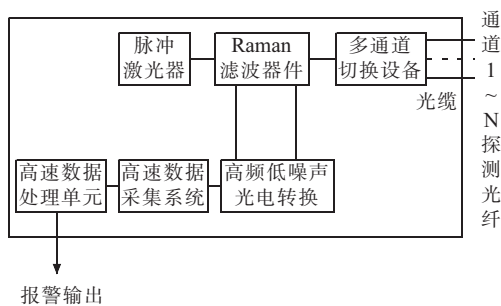 脉冲
激光器
Raman
滤波器件
多通道
切换设备
光缆
通
道
1
~
N
探
测
光
纤
高速数据
处理单元
高速数据
采集系统
高频低噪声
光电转换
报警输出